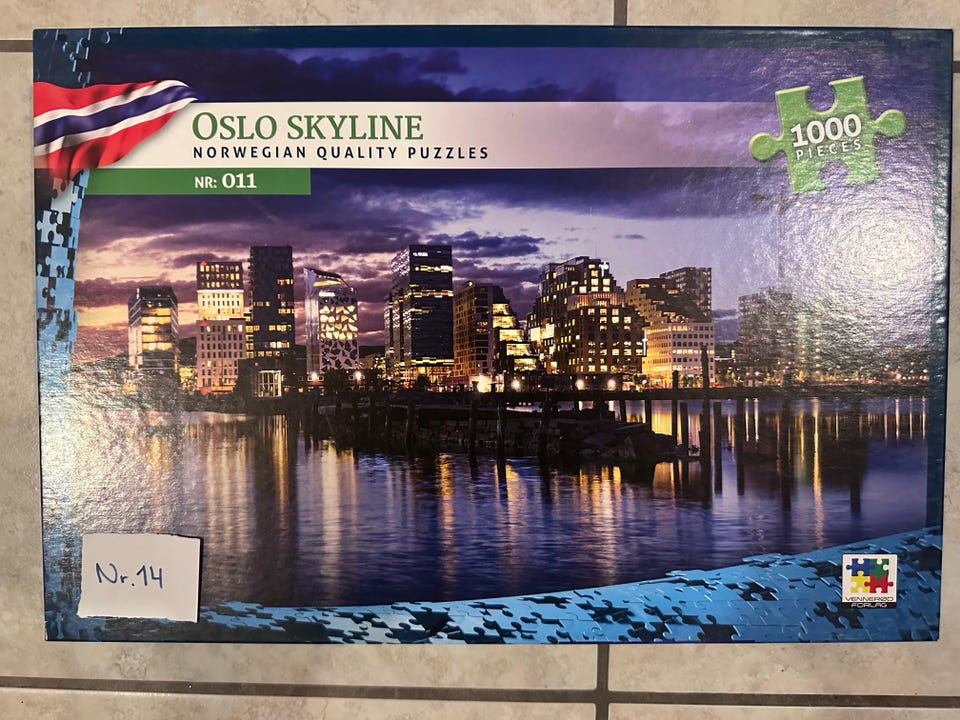 OSLO SKYLINE
NORWEGIAN QUALITY PUZZLES
NR: 011
1000
PIECES
Nr. 14
VENNERØD
FORLAG